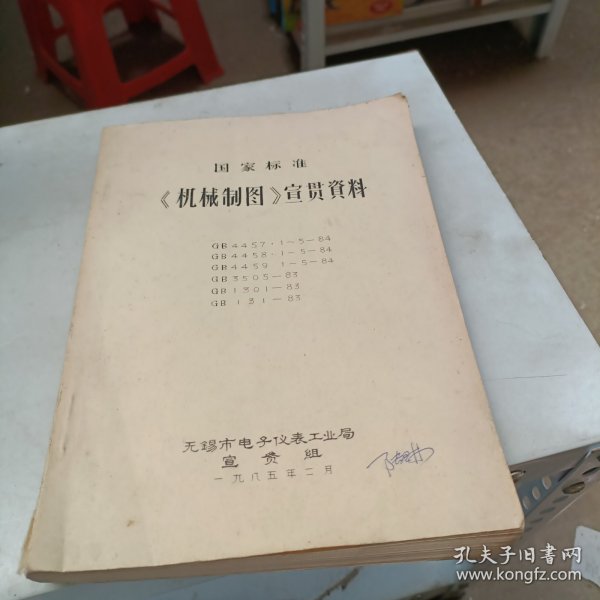 国家标准
《机械制图》宣贯資料
GB4457·1~5-84
GB4458·1~5-84
GB4459 1~5-84
GB3505-83
GB1301-83
GB131-83
无锡市电子仪表工业局
宣贯组
一九八五年二月
孔夫子旧書网
www.kongfz.com